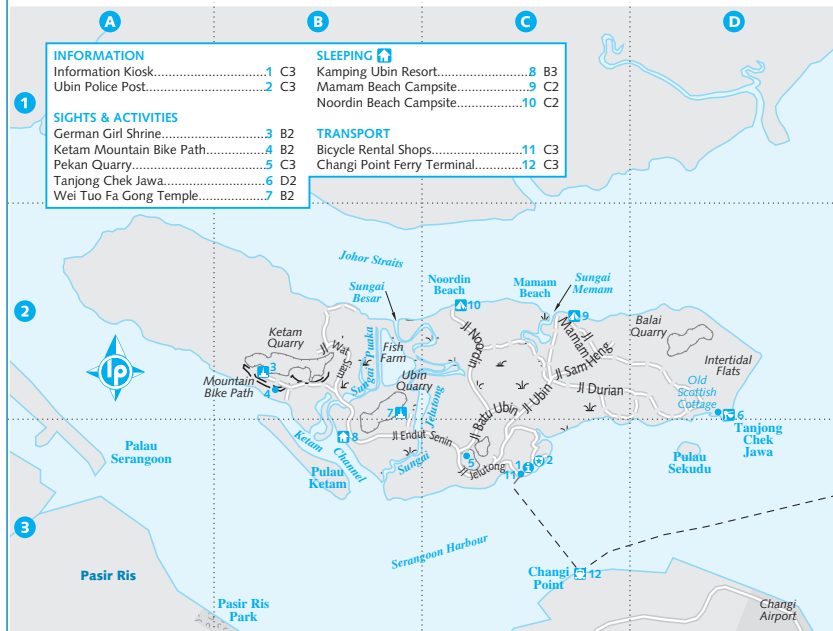 A B C D
INFORMATION
Information Kiosk..........................1 C3
Ubin Police Post............................2 C3
SIGHTS & ACTIVITIES
German Girl Shrine.........................3 B2
Ketam Mountain Bike Path..............4 B2
Pekan Quarry................................5 C3
Tanjong Chek Jawa........................6 D2
Wei Tuo Fa Gong Temple................7 B2
SLEEPING
Kamping Ubin Resort.....................8 B3
Mamam Beach Campsite................9 C2
Noordin Beach Campsite................10 C2
TRANSPORT
Bicycle Rental Shops......................11 C3
Changi Point Ferry Terminal............12 C3
1
Johor Straits
Sungai
Besar
Noordin
Beach
10
Mamam
Beach
Sungai
Memam
9
2
Ketam
Quarry
Jl Wat
Siam
Sungai Puaka
Fish
Farm
Jl Noordin
Jl
Mamam
Balai
Quarry
lp
3
Mountain
Bike Path
4
Ubin
Quarry
Jl Sam Heng
Intertidal
Flats
Jelutong
7
Jl Batu Ubin
Jl Ubin
Jl Durian
Old
Scottish
Cottage
6
Tanjong
Chek
Jawa
Palau
Serangoon
Ketam
Channel
8
Jl Endut Senin
Sungai
5
Jl Jelutong
1
2
11
Pulau
Sekudu
Pulau
Ketam
3
Serangoon Harbour
Pasir Ris
Changi
Point
12
Pasir Ris
Park
Changi
Airport